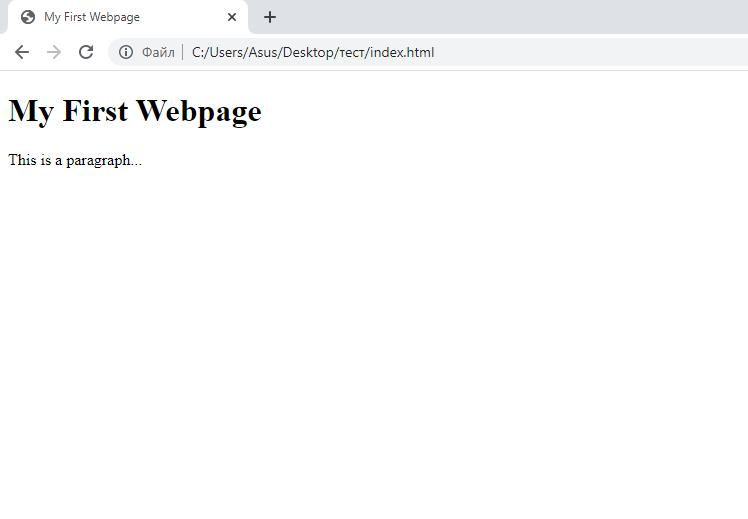 My First Webpage
Файл C:/Users/Asus/Desktop/тест/index.html
My First Webpage
This is a paragraph...